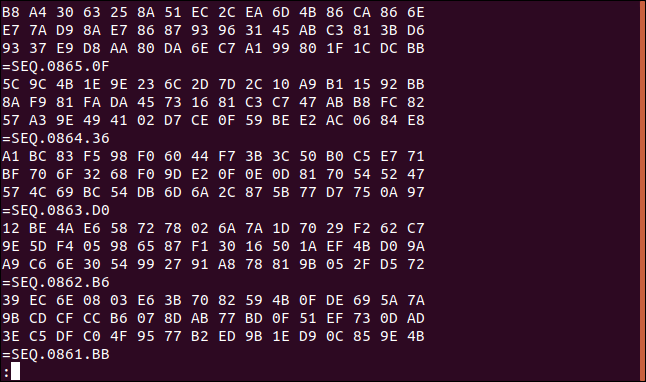 B8 A4 30 63 25 8A 51 EC 2C EA 6D 4B 86 CA 86 6E
E7 7A D9 8A E7 86 87 93 96 31 45 AB C3 81 3B D6
93 37 E9 D8 AA 80 DA 6E C7 A1 99 80 1F 1C DC BB
=SEQ.0865.0F
5C 9C 4B 1E 9E 23 6C 2D 7D 2C 10 A9 B1 15 92 BB
8A F9 81 FA DA 45 73 16 81 C3 C7 47 AB B8 FC 82
57 A3 9E 49 41 02 D7 CE 0F 59 BE E2 AC 06 84 E8
=SEQ.0864.36
A1 BC 83 F5 98 F0 60 44 F7 3B 3C 50 B0 C5 E7 71
BF 70 6F 32 68 F0 9D E2 0F 0E 0D 81 70 54 52 47
57 4C 69 BC 54 DB 6D 6A 2C 87 5B 77 D7 75 0A 97
=SEQ.0863.D0
12 BE 4A E6 58 72 78 02 6A 7A 1D 70 29 F2 62 C7
9E 5D F4 05 98 65 87 F1 30 16 50 1A EF 4B D0 9A
A9 C6 6E 30 54 99 27 91 A8 78 81 9B 05 2F D5 72
=SEQ.0862.B6
39 EC 6E 08 03 E6 3B 70 82 59 4B 0F DE 69 5A 7A
9B CD CF CC B6 07 8D AB 77 BD 0F 51 EF 73 0D AD
3E C5 DF C0 4F 95 77 B2 ED 9B 1E D9 0C 85 9E 4B
=SEQ.0861.BB
: